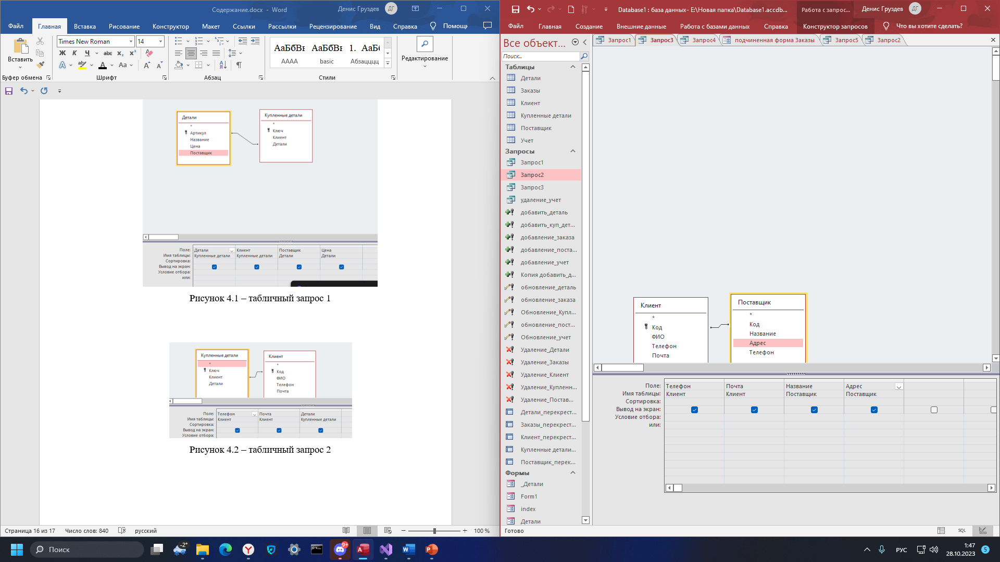 Содержание.docx - Word
Денис Груздев
ДГ
Файл Главная Вставка Рисование Конструктор Макет Ссылки Рассылки Рецензирование Вид Справка Помощн
Вставить
Times New Roman 14
Ж К Ч abc x₂ x²
А А Aa A A
АаБбВ АаБбВ 1. АаБ
AAAA basic Абзацццц
Редактирование
Буфер обмена Шрифт Абзац Стили
Детали
*
Артикул
Название
Цена
Поставщик
Купленные детали
*
Ключ
Клиент
Детали
Поле: Детали Клиент Поставщик Цена
Имя таблицы: Купленные детали Купленные детали Детали Детали
Сортировка:
Вывод на экран:
Условие отбора:
или:
Рисунок 4.1 – табличный запрос 1
Купленные детали
*
Ключ
Клиент
Детали
Клиент
*
Код
ФИО
Телефон
Почта
Поле: Телефон Почта Детали
Имя таблицы: Клиент Клиент Купленные детали
Сортировка:
Вывод на экран:
Условие отбора:
Рисунок 4.2 – табличный запрос 2
Страница 16 из 17 Число слов: 840 русский 100 %
Database1 : база данных- E:\Новая папка\Database1.accdb...
Работа с запрос...
Денис Груздев
ДГ
Файл Главная Создание Внешние данные Работа с базами данных Справка Конструктор запросов Что вы хотите сделать?
Все объект...
Поиск...
Таблицы
Детали
Заказы
Клиент
Купленные детали
Поставщик
Учет
Запросы
Запрос1
Запрос2
Запрос3
удаление_учет
добавить_деталь
добавить_куп_дет...
добавление_заказа
добавление_поста...
добавление_учет
Копия добавить_д...
обновление_деталь
обновление_заказа
Обновление_Купл...
обновление_пост...
Обновление_учет
Удаление_Детали
Удаление_Заказы
Удаление_Клиент
Удаление_Купленн...
Удаление_Постав...
Детали_перекрест...
Заказы_перекрест...
Клиент_перекрест...
Купленные детали...
Поставщик_перек...
Формы
_Детали
Form1
index
Детали
Запрос1 Запрос3 Запрос4 подчиненная форма Заказы Запрос5 Запрос2
Клиент
*
Код
ФИО
Телефон
Почта
Поставщик
*
Код
Название
Адрес
Телефон
Поле: Телефон Почта Название Адрес
Имя таблицы: Клиент Клиент Поставщик Поставщик
Сортировка:
Вывод на экран:
Условие отбора:
или:
Готово
SQL
Поиск
-2°
9+
РУС
1:47
28.10.2023
5